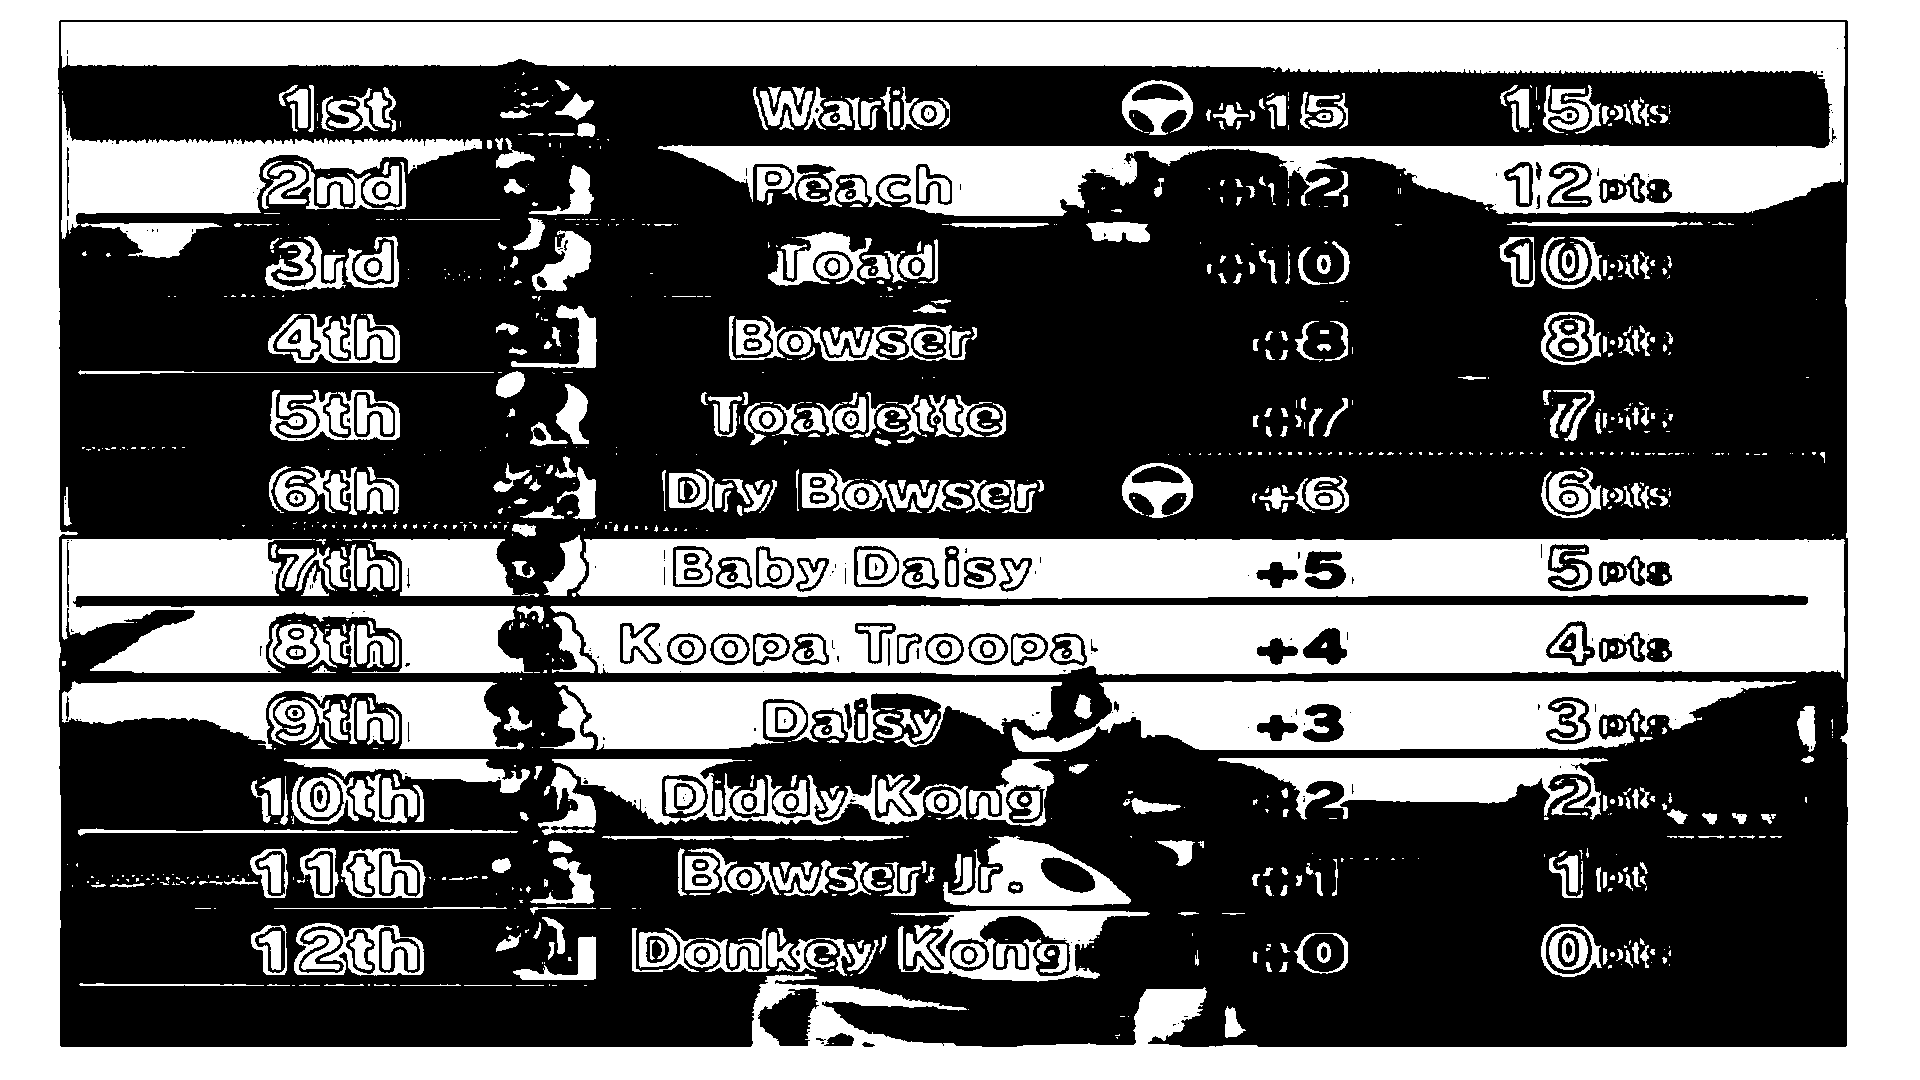 1st Wario +15 15pts
2nd Peach +12 12pts
3rd Toad +10 10pts
4th Bowser +8 8pts
5th Toadette +7 7pts
6th Dry Bowser +6 6pts
7th Baby Daisy +5 5pts
8th Koopa Troopa +4 4pts
9th Daisy +3 3pts
10th Diddy Kong +2 2pts
11th Bowser Jr. +1 1pt
12th Donkey Kong +0 0pts